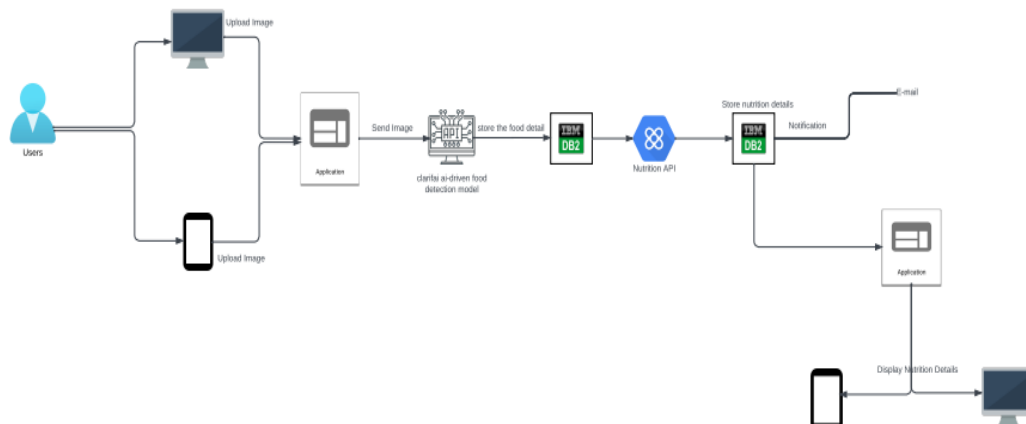 Upload Image
Users
Upload Image
Application
Send Image
API
clarifai ai-driven food
detection model
store the food detail
IBM
DB2
Nutrition API
Store nutrition details
IBM
DB2
Notification
E-mail
Application
Display Nutrition Details